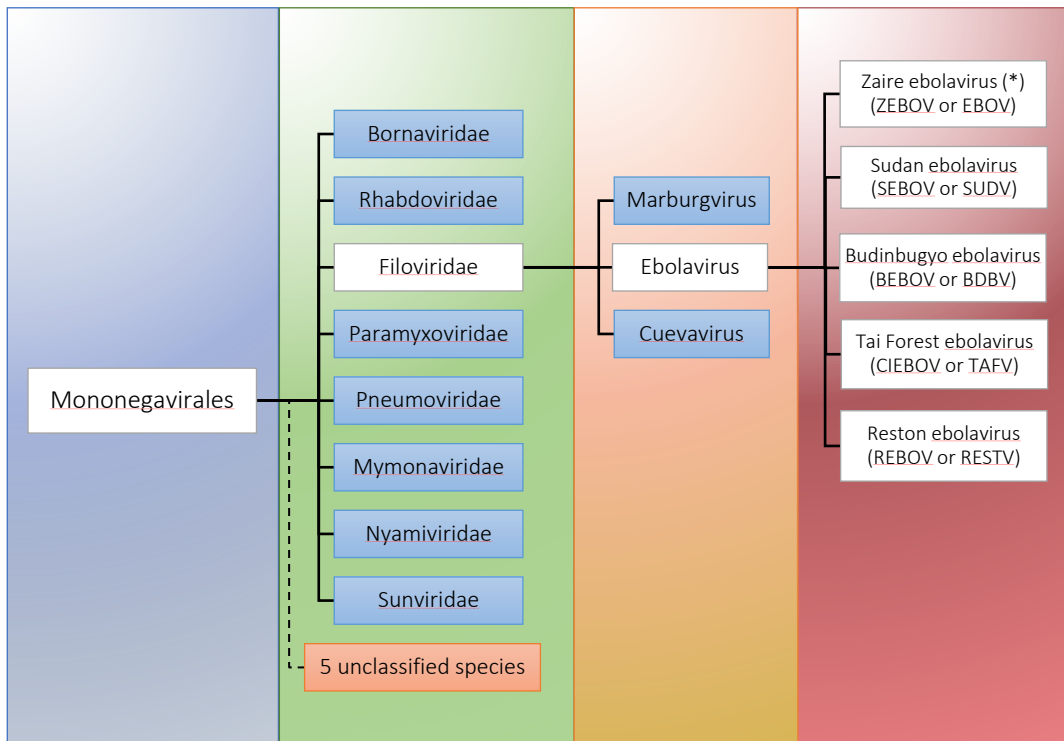 Mononegavirales
Bornaviridae
Rhabdoviridae
Filoviridae
Paramyxoviridae
Pneumoviridae
Mymonaviridae
Nyamiviridae
Sunviridae
5 unclassified species
Marburgvirus
Ebolavirus
Cuevavirus
Zaire ebolavirus (*)
(ZEBOV or EBOV)
Sudan ebolavirus
(SEBOV or SUDV)
Budinbugyo ebolavirus
(BEBOV or BDBV)
Tai Forest ebolavirus
(CIEBOV or TAFV)
Reston ebolavirus
(REBOV or RESTV)